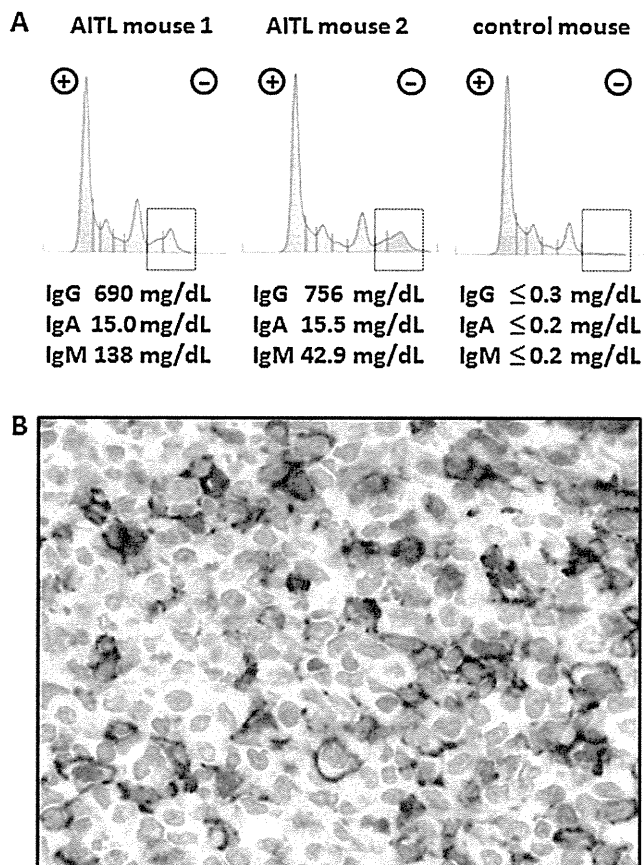 A
AITL mouse 1 AITL mouse 2 control mouse
+ − + − + −
IgG 690 mg/dL IgG 756 mg/dL IgG ≤0.3 mg/dL
IgA 15.0 mg/dL IgA 15.5 mg/dL IgA ≤0.2 mg/dL
IgM 138 mg/dL IgM 42.9 mg/dL IgM ≤0.2 mg/dL
B